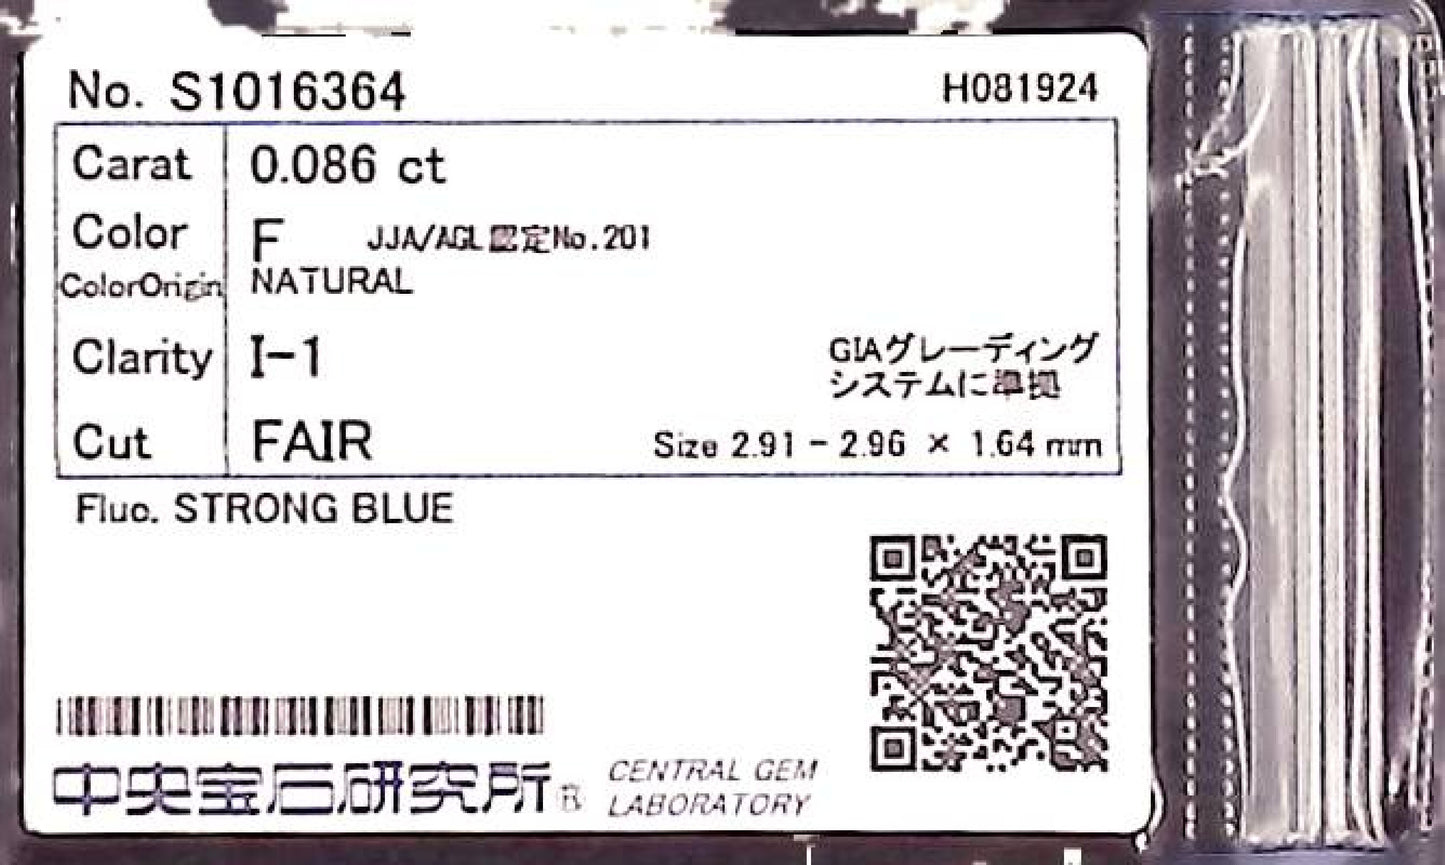 No. S1016364 H081924
Carat 0.086 ct
Color F JJA/AGL認定No.201
ColorOrigin NATURAL
Clarity I-1 GIAグレーディング
システムに準拠
Cut FAIR Size 2.91 - 2.96 × 1.64 mm
Fluo. STRONG BLUE
中央宝石研究所® CENTRAL GEM
LABORATORY